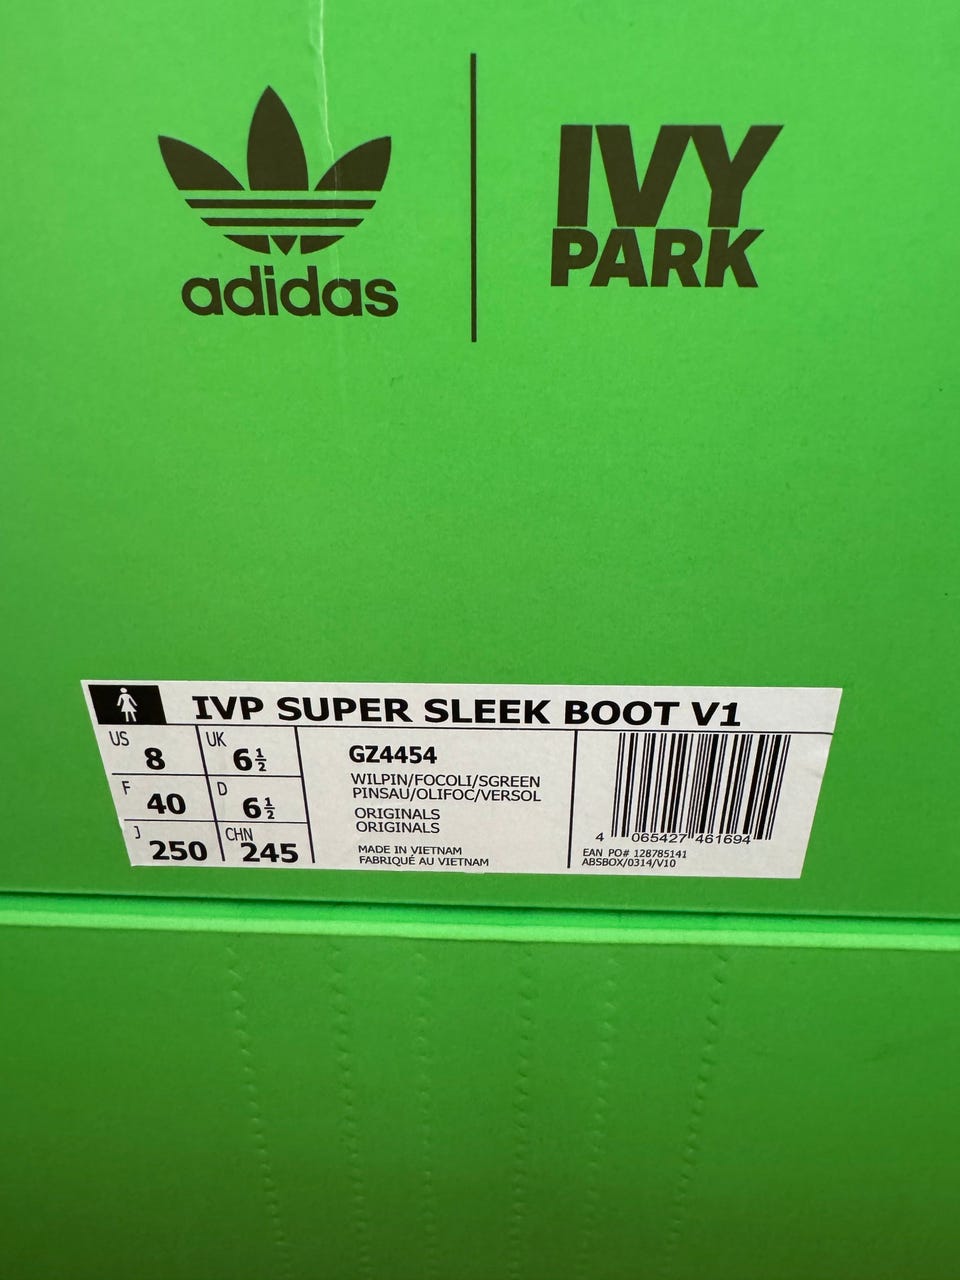 adidas
IVY
PARK
IVP SUPER SLEEK BOOT V1
US 8
UK 6½
F 40
D 6½
J 250
CHN 245
GZ4454
WILPIN/FOCOLI/SGREEN
PINSAU/OLIFOC/VERSOL
ORIGINALS
ORIGINALS
MADE IN VIETNAM
FABRIQUÉ AU VIETNAM
4 065427 461694
EAN PO# 128785141
ABSBOX/0314/V10